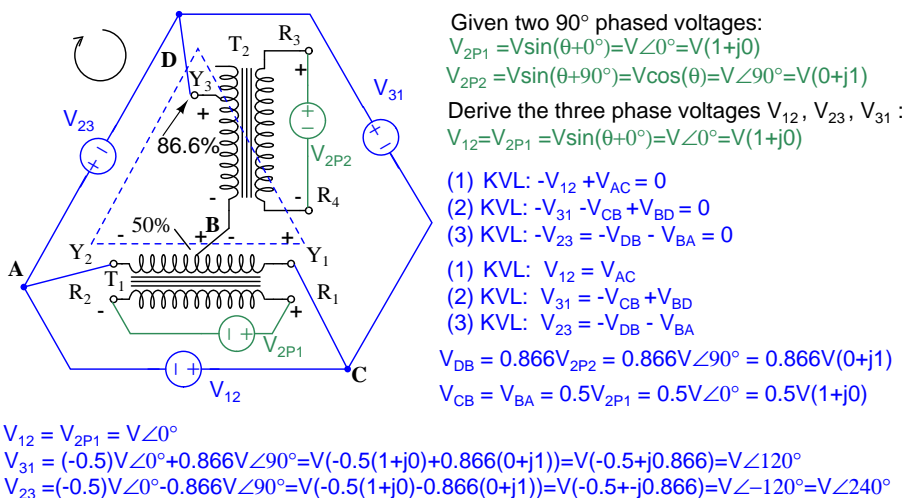 Given two 90° phased voltages:
V2P1 =Vsin(θ+0°)=V∠0°=V(1+j0)
V2P2 =Vsin(θ+90°)=Vcos(θ)=V∠90°=V(0+j1)
Derive the three phase voltages V12, V23, V31 :
V12=V2P1 =Vsin(θ+0°)=V∠0°=V(1+j0)
(1) KVL: -V12 +VAC = 0
(2) KVL: -V31 -VCB +VBD = 0
(3) KVL: -V23 = -VDB - VBA = 0
(1) KVL: V12 = VAC
(2) KVL: V31 = -VCB +VBD
(3) KVL: V23 = -VDB - VBA
VDB = 0.866V2P2 = 0.866V∠90° = 0.866V(0+j1)
VCB = VBA = 0.5V2P1 = 0.5V∠0° = 0.5V(1+j0)
D
T2
R3
Y3
+
+
V23
V31
+
−
+
−
+
−
86.6%
V2P2
-
-
R4
50%
B
-
+
-
+
Y2
Y1
A
T1
R2
R1
-
+
− +
V2P1
− +
V12
C
V12 = V2P1 = V∠0°
V31 = (-0.5)V∠0°+0.866V∠90°=V(-0.5(1+j0)+0.866(0+j1))=V(-0.5+j0.866)=V∠120°
V23 =(-0.5)V∠0°-0.866V∠90°=V(-0.5(1+j0)-0.866(0+j1))=V(-0.5+-j0.866)=V∠−120°=V∠240°